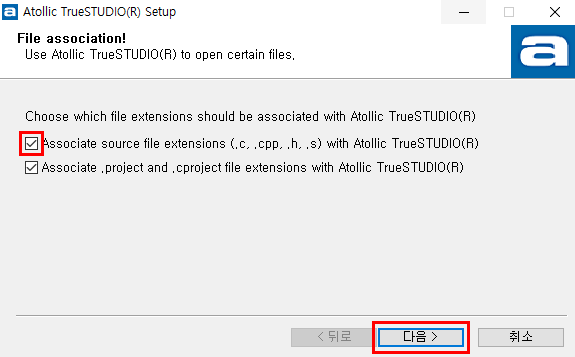 Atollic TrueSTUDIO(R) Setup
File association!
Use Atollic TrueSTUDIO(R) to open certain files.
Choose which file extensions should be associated with Atollic TrueSTUDIO(R)
Associate source file extensions (.c, .cpp, .h, .s) with Atollic TrueSTUDIO(R)
Associate .project and .cproject file extensions with Atollic TrueSTUDIO(R)
< 뒤로 다음 > 취소